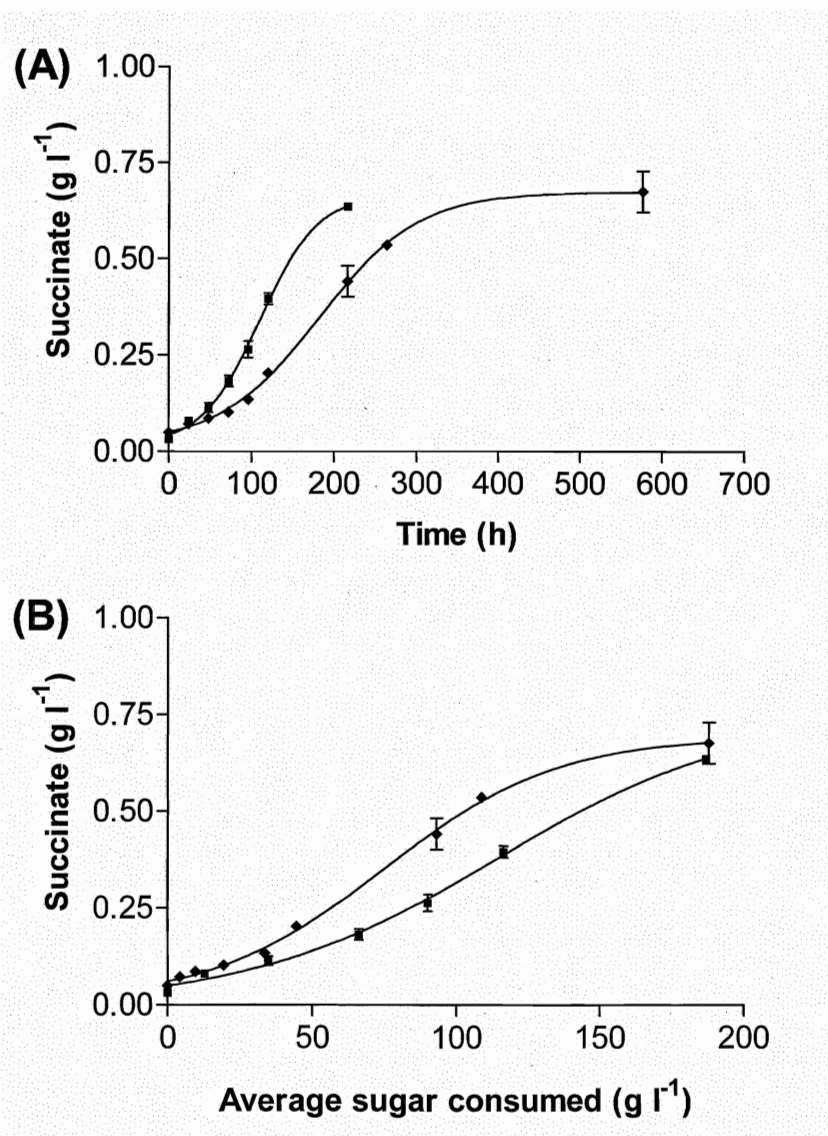 (A)
1.00
0.75
0.50
0.25
0.00
Succinate (g l⁻¹)
0 100 200 300 400 500 600 700
Time (h)
(B)
1.00
0.75
0.50
0.25
0.00
Succinate (g l⁻¹)
0 50 100 150 200
Average sugar consumed (g l⁻¹)